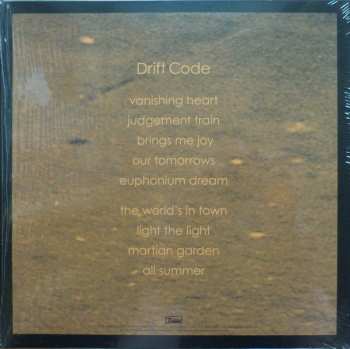 Drift Code
vanishing heart
judgement train
brings me joy
our tomorrows
euphonium dream
the world's in town
light the light
martian garden
all summer